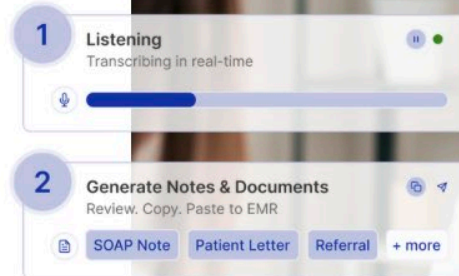 1
Listening
Transcribing in real-time
2
Generate Notes & Documents
Review. Copy. Paste to EMR
SOAP Note Patient Letter Referral + more